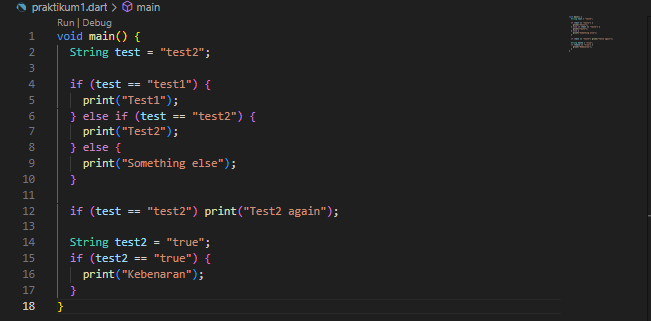 praktikum1.dart > main
Run | Debug
1 void main() {
2   String test = "test2";
3
4   if (test == "test1") {
5     print("Test1");
6   } else if (test == "test2") {
7     print("Test2");
8   } else {
9     print("Something else");
10   }
11
12   if (test == "test2") print("Test2 again");
13
14   String test2 = "true";
15   if (test2 == "true") {
16     print("Kebenaran");
17   }
18 }